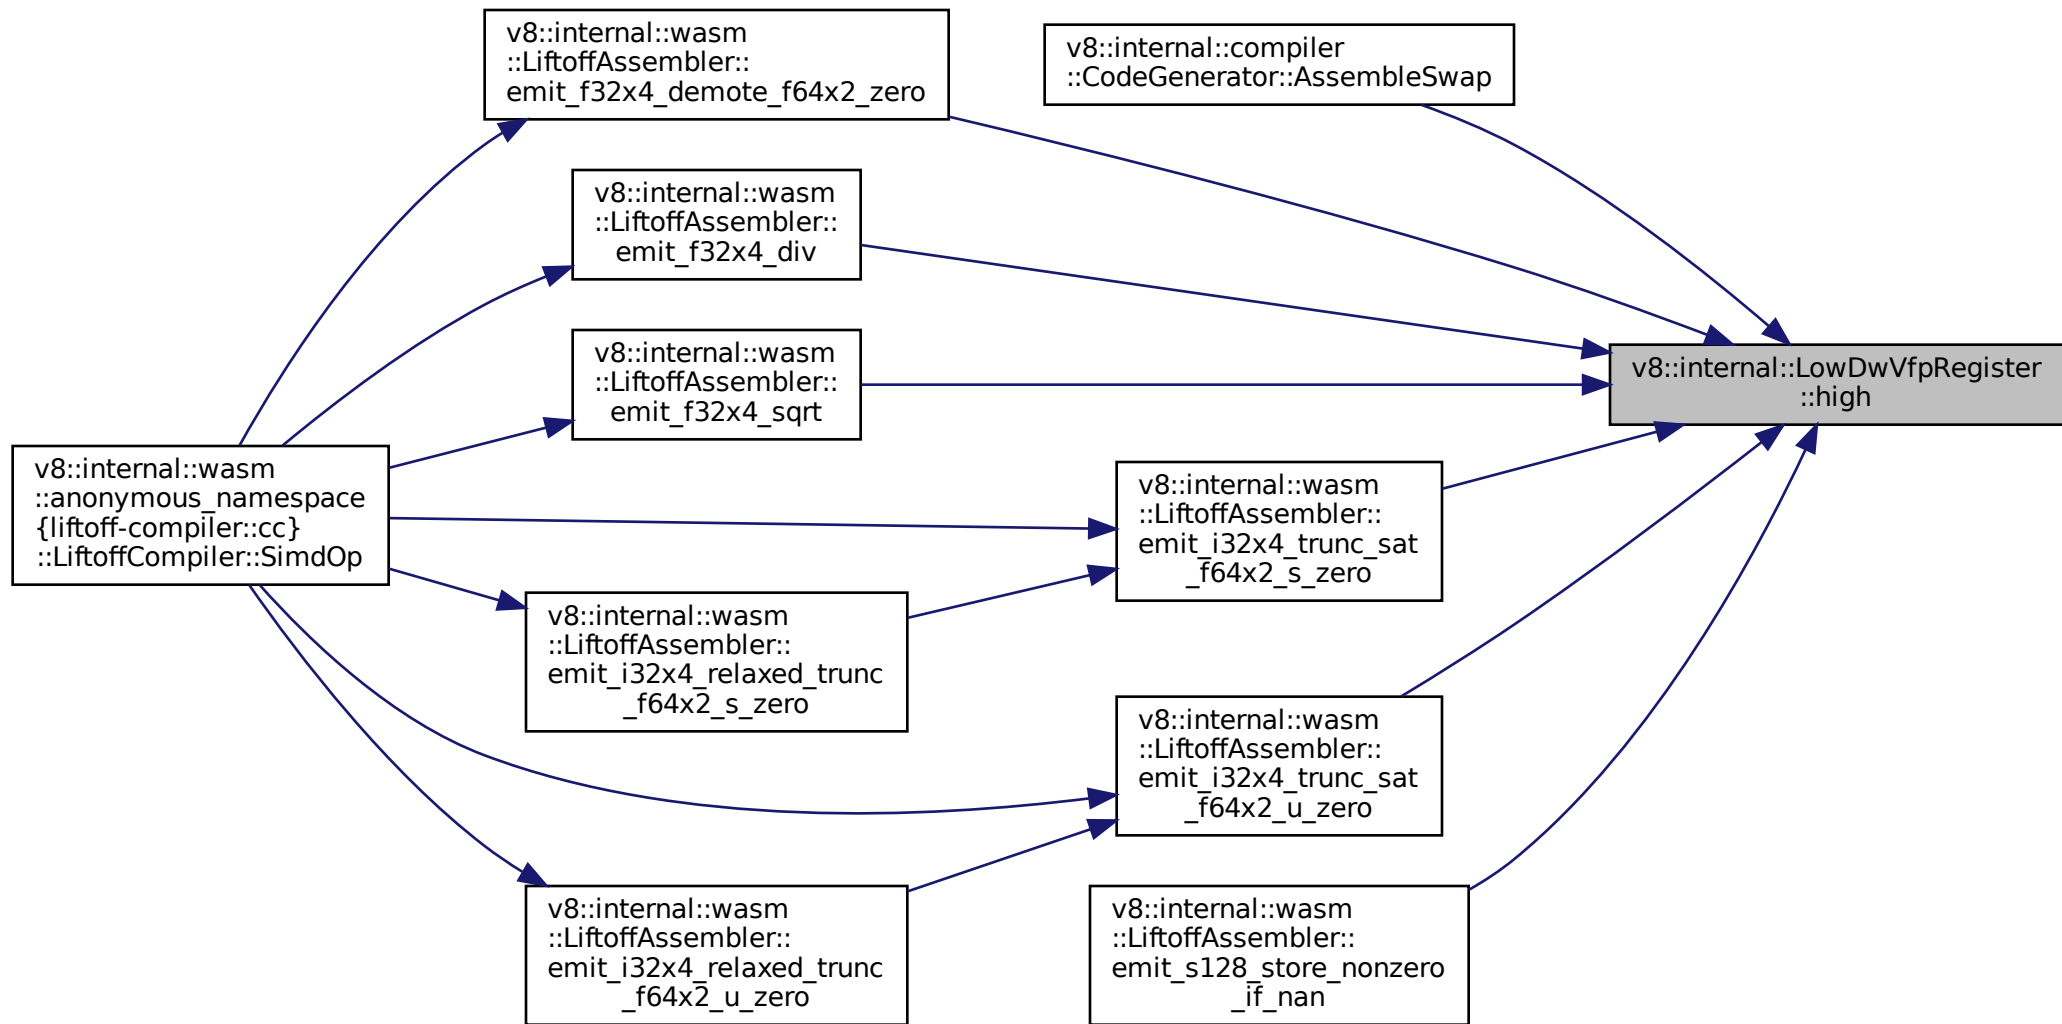 v8::internal::wasm
::LiftoffAssembler::
emit_f32x4_demote_f64x2_zero
v8::internal::compiler
::CodeGenerator::AssembleSwap
v8::internal::wasm
::LiftoffAssembler::
emit_f32x4_div
v8::internal::wasm
::LiftoffAssembler::
emit_f32x4_sqrt
v8::internal::LowDwVfpRegister
::high
v8::internal::wasm
::anonymous_namespace
{liftoff-compiler::cc}
::LiftoffCompiler::SimdOp
v8::internal::wasm
::LiftoffAssembler::
emit_i32x4_trunc_sat
_f64x2_s_zero
v8::internal::wasm
::LiftoffAssembler::
emit_i32x4_relaxed_trunc
_f64x2_s_zero
v8::internal::wasm
::LiftoffAssembler::
emit_i32x4_trunc_sat
_f64x2_u_zero
v8::internal::wasm
::LiftoffAssembler::
emit_i32x4_relaxed_trunc
_f64x2_u_zero
v8::internal::wasm
::LiftoffAssembler::
emit_s128_store_nonzero
_if_nan